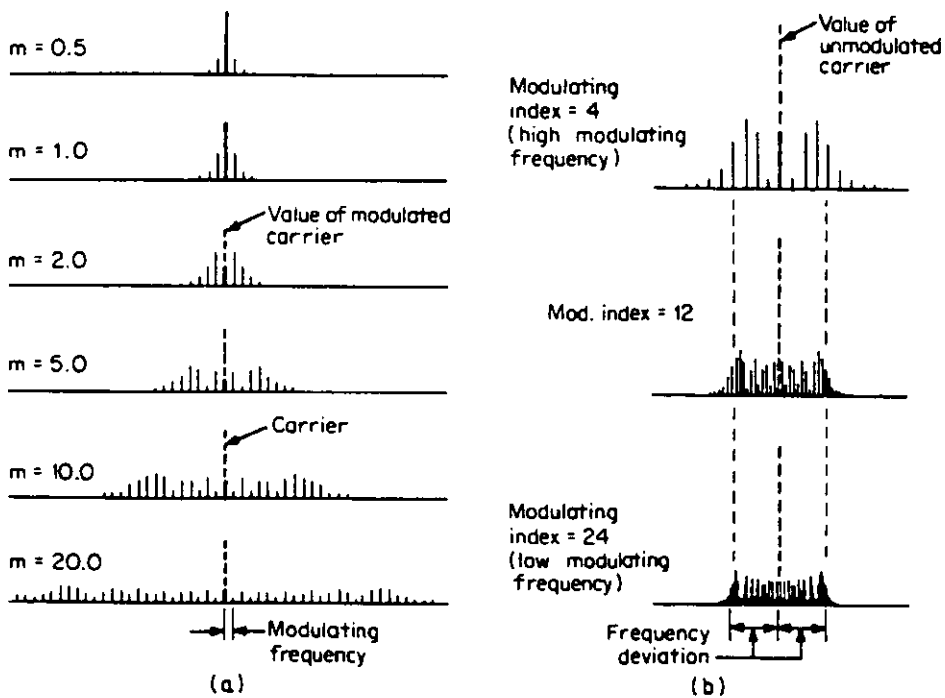 m = 0.5
m = 1.0
Value of modulated
carrier
m = 2.0
m = 5.0
Carrier
m = 10.0
m = 20.0
Modulating
frequency
(a)
Value of
unmodulated
carrier
Modulating
index = 4
(high modulating
frequency)
Mod. index = 12
Modulating
index = 24
(low modulating
frequency)
Frequency
deviation
(b)